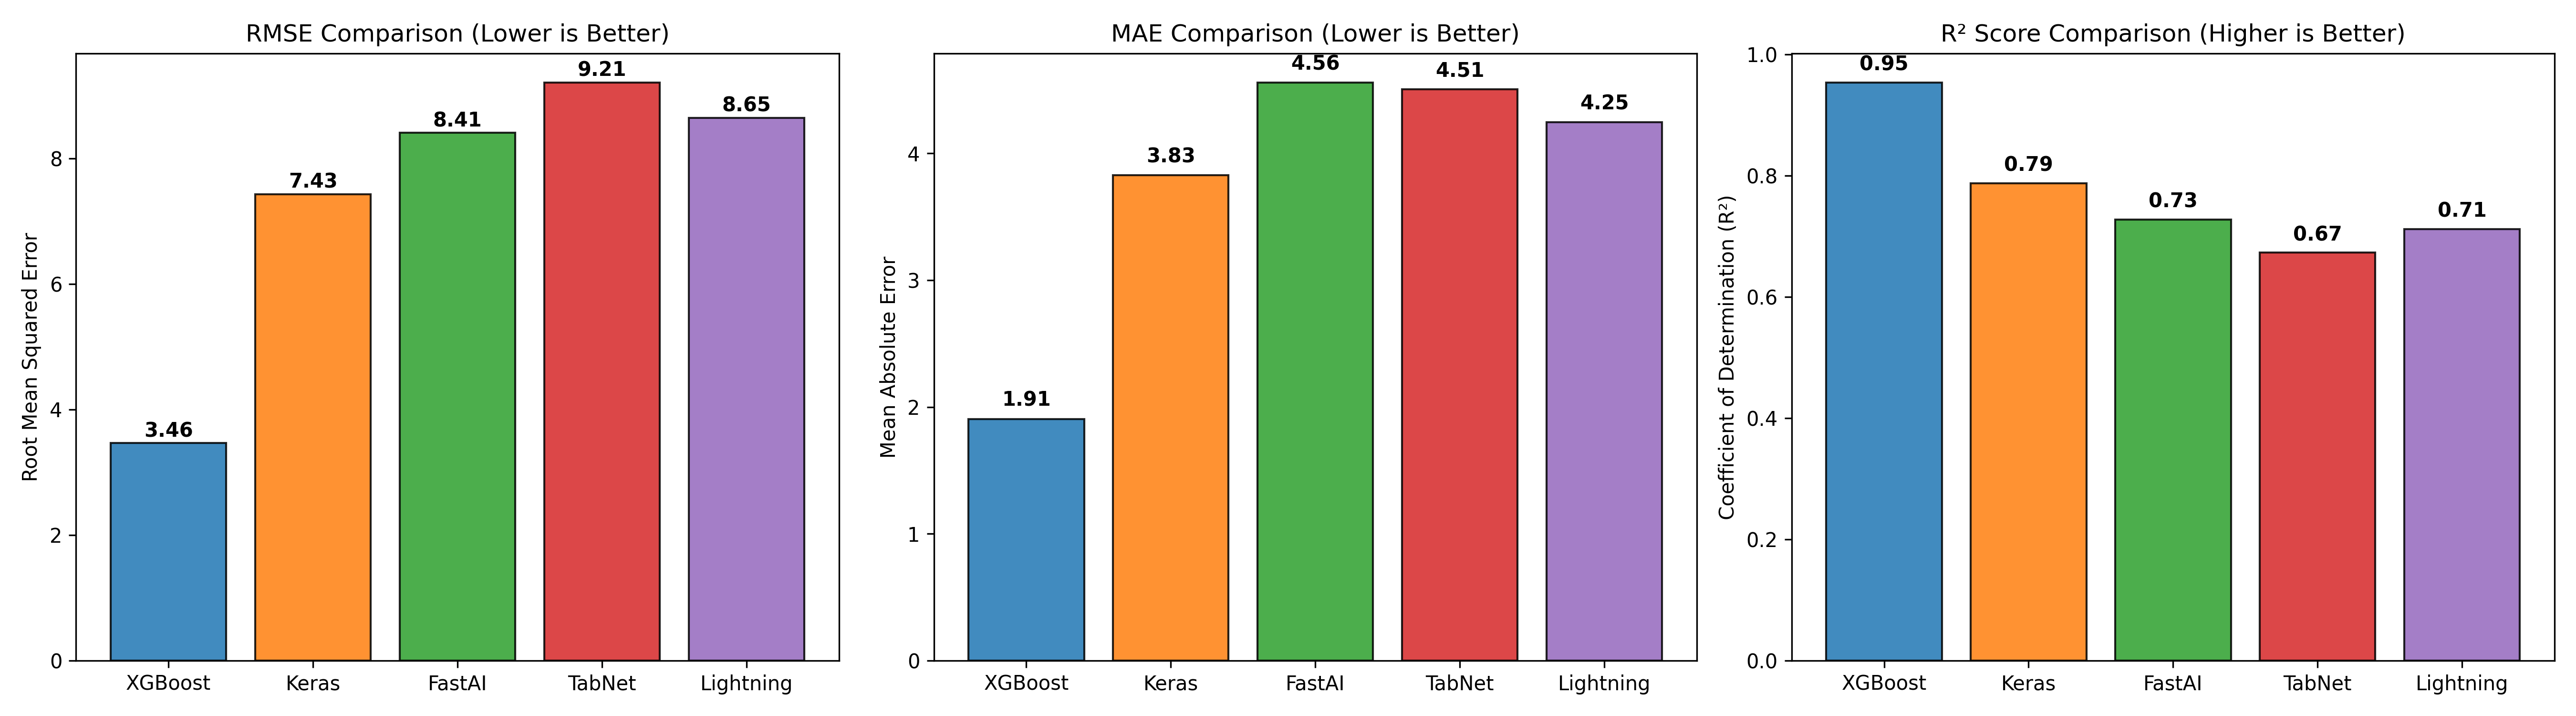 RMSE Comparison (Lower is Better)
Root Mean Squared Error
8
6
4
2
0
3.46
7.43
8.41
9.21
8.65
XGBoost
Keras
FastAI
TabNet
Lightning
MAE Comparison (Lower is Better)
Mean Absolute Error
4
3
2
1
0
1.91
3.83
4.56
4.51
4.25
XGBoost
Keras
FastAI
TabNet
Lightning
R² Score Comparison (Higher is Better)
Coefficient of Determination (R²)
1.0
0.8
0.6
0.4
0.2
0.0
0.95
0.79
0.73
0.67
0.71
XGBoost
Keras
FastAI
TabNet
Lightning